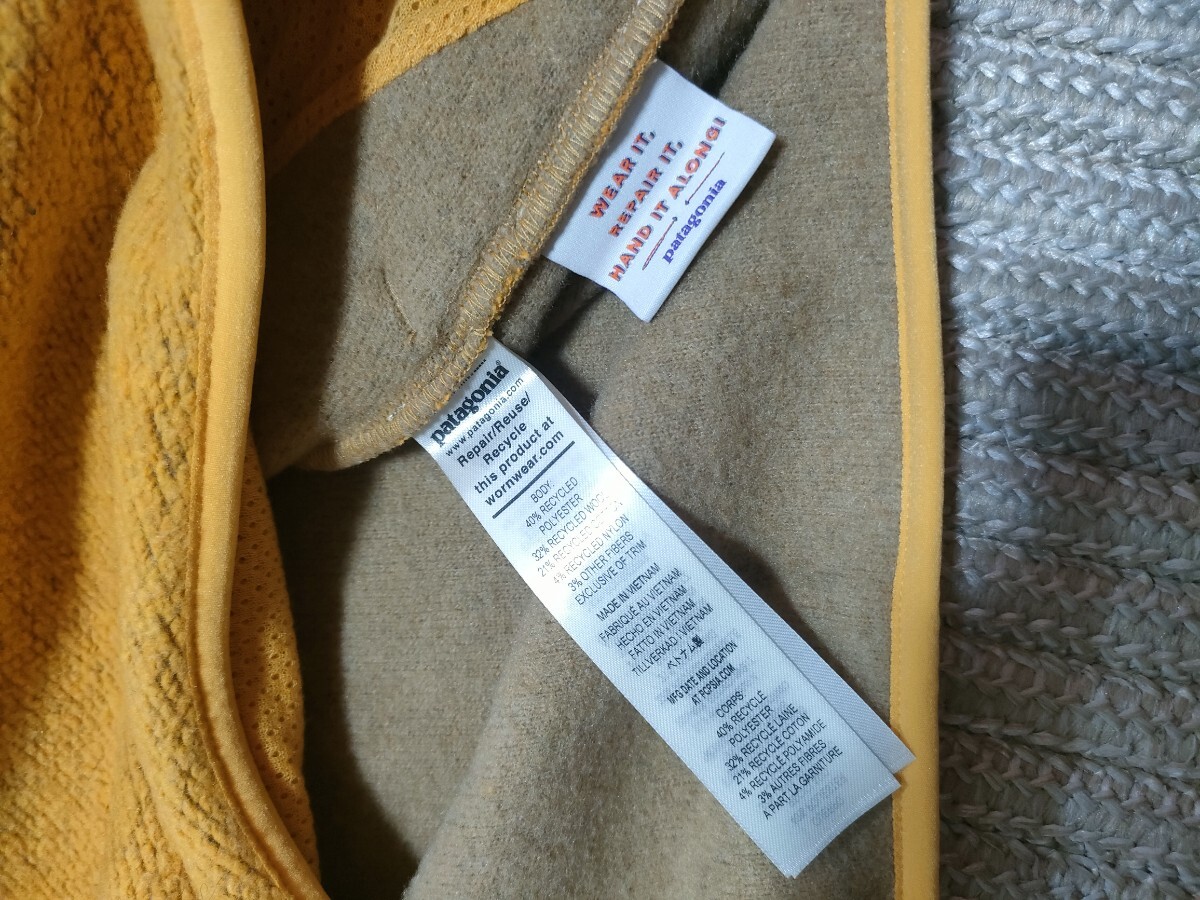 WEAR IT,
REPAIR IT,
HAND IT ALONG!
patagonia
patagonia®
www.patagonia.com
Repair/Reuse/
Recycle
this product at
wornwear.com
BODY:
40% RECYCLED
POLYESTER
32% RECYCLED WOOL
21% RECYCLED COTTON
4% RECYCLED NYLON
3% OTHER FIBERS
EXCLUSIVE OF TRIM
MADE IN VIETNAM
FABRIQUÉ AU VIETNAM
HECHO EN VIETNAM
FATTO IN VIETNAM
TILLVERKAD I VIETNAM
ベトナム製
MFG.DATE AND LOCATION
AT PCPSIA.COM
CORPS:
40% RECYCLE
POLYESTER
32% RECYCLÉ LAINE
21% RECYCLÉ COTON
4% RECYCLÉ POLYAMIDE
3% AUTRES FIBRES
A PART LA GARNITURE